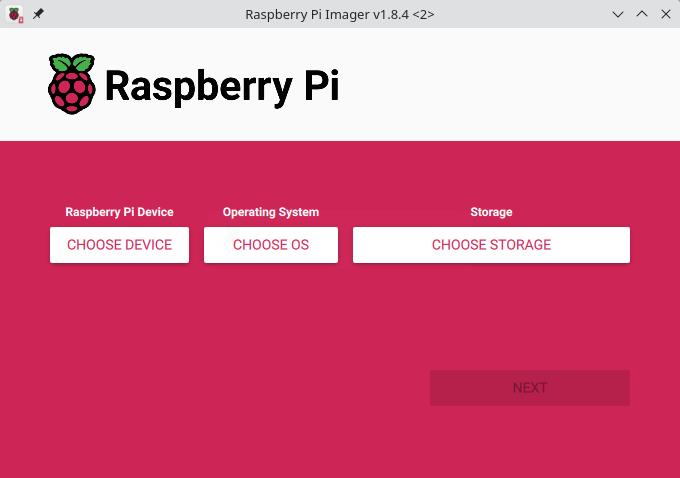 Raspberry Pi Imager v1.8.4 <2>
Raspberry Pi
Raspberry Pi Device
Operating System
Storage
CHOOSE DEVICE
CHOOSE OS
CHOOSE STORAGE
NEXT